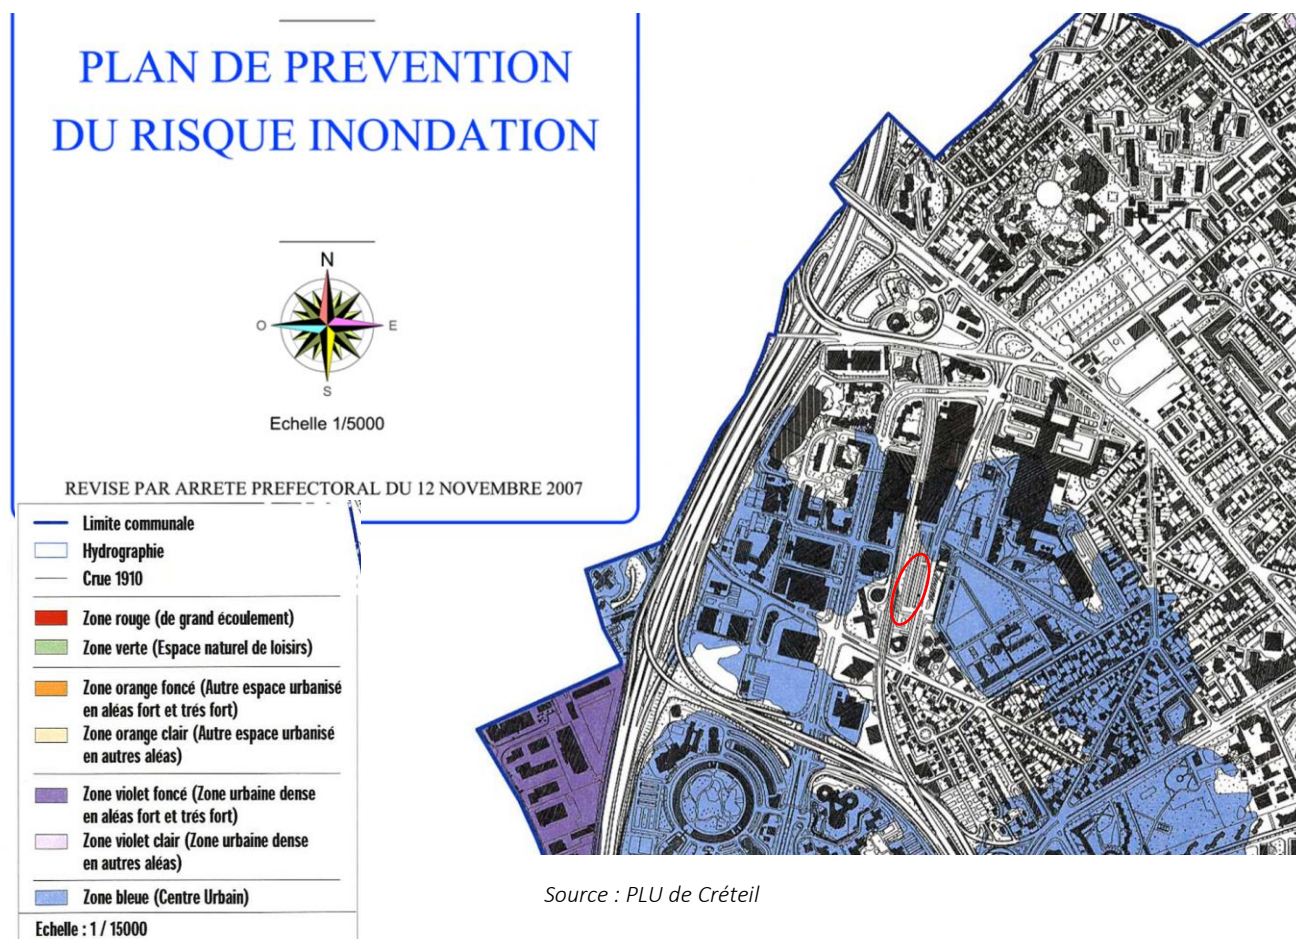 PLAN DE PREVENTION
DU RISQUE INONDATION
N
O
E
S
Echelle 1/5000
REVISE PAR ARRETE PREFECTORAL DU 12 NOVEMBRE 2007
Limite communale
Hydrographie
Crue 1910
Zone rouge (de grand écoulement)
Zone verte (Espace naturel de loisirs)
Zone orange foncé (Autre espace urbanisé
en aléas fort et trés fort)
Zone orange clair (Autre espace urbanisé
en autres aléas)
Zone violet foncé (Zone urbaine dense
en aléas fort et trés fort)
Zone violet clair (Zone urbaine dense
en autres aléas)
Zone bleue (Centre Urbain)
Echelle : 1 / 15000
Source : PLU de Créteil